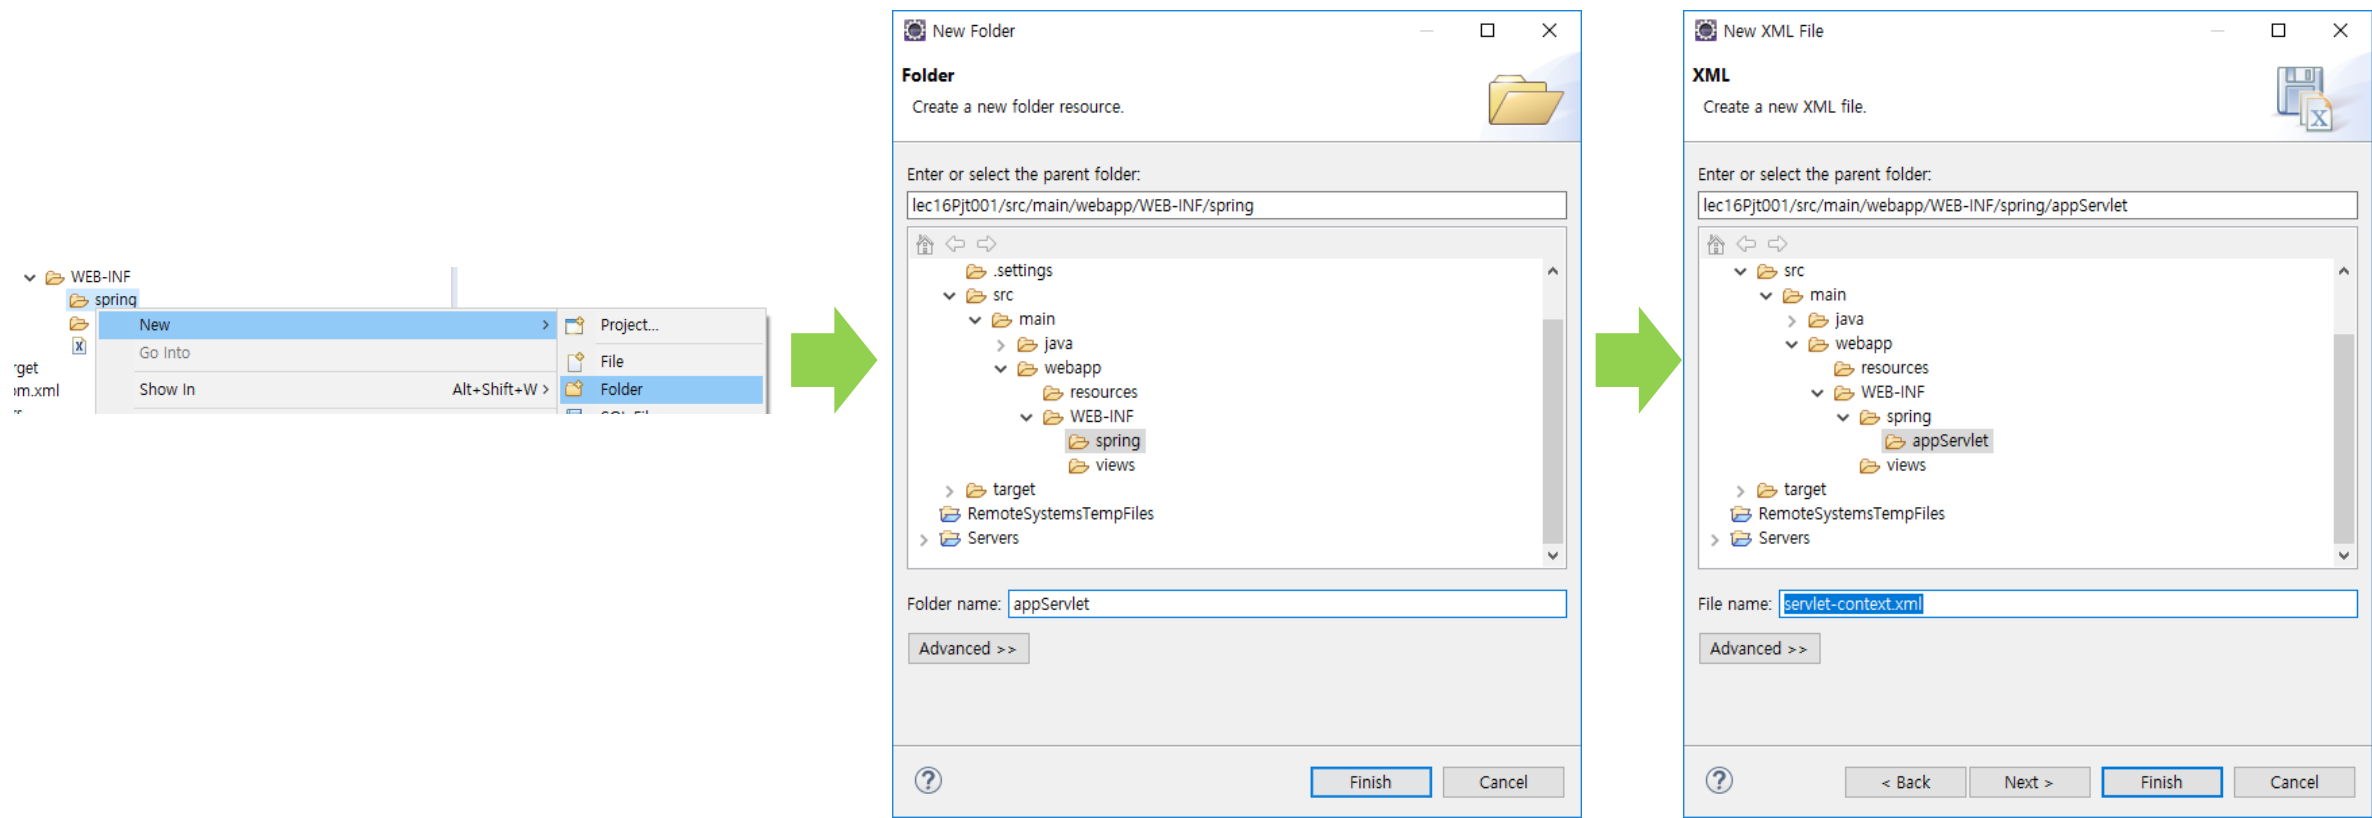 WEB-INF
spring
New
Go Into
Show In Alt+Shift+W
Project...
File
Folder
rget
om.xml
New Folder
Folder
Create a new folder resource.
Enter or select the parent folder:
lec16Pjt001/src/main/webapp/WEB-INF/spring
.settings
src
main
java
webapp
resources
WEB-INF
spring
views
target
RemoteSystemsTempFiles
Servers
Folder name: appServlet
Advanced >>
Finish Cancel
New XML File
XML
Create a new XML file.
Enter or select the parent folder:
lec16Pjt001/src/main/webapp/WEB-INF/spring/appServlet
src
main
java
webapp
resources
WEB-INF
spring
appServlet
views
target
RemoteSystemsTempFiles
Servers
File name: servlet-context.xml
Advanced >>
< Back Next > Finish Cancel